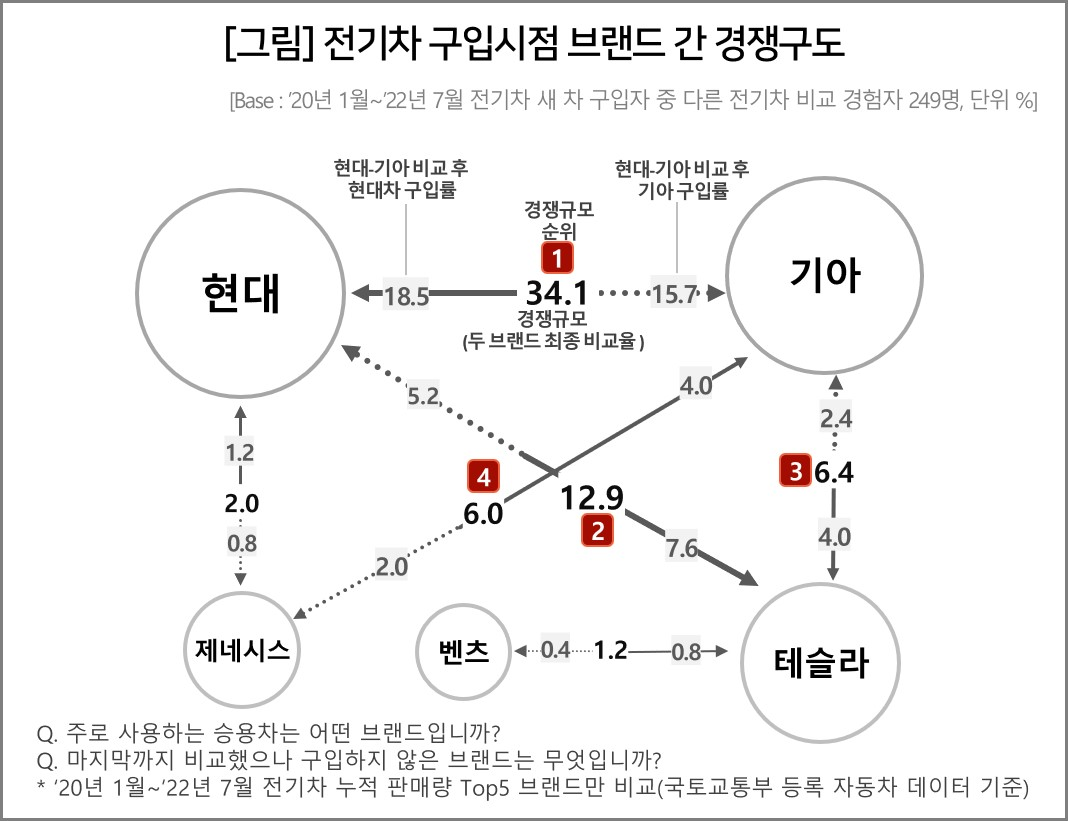 [그림] 전기차 구입시점 브랜드 간 경쟁구도
[Base : ’20년 1월~’22년 7월 전기차 새 차 구입자 중 다른 전기차 비교 경험자 249명, 단위 %]
현대-기아 비교 후
현대차 구입률
현대-기아 비교 후
기아 구입률
경쟁규모
순위
1
현대
18.5
34.1
15.7
기아
경쟁규모
(두 브랜드 최종 비교율)
5.2
4.0
2.4
1.2
4
3
6.4
2.0
6.0
12.9
2
0.8
2.0
7.6
4.0
제네시스
벤츠
0.4
1.2
0.8
테슬라
Q. 주로 사용하는 승용차는 어떤 브랜드입니까?
Q. 마지막까지 비교했으나 구입하지 않은 브랜드는 무엇입니까?
* ’20년 1월~’22년 7월 전기차 누적 판매량 Top5 브랜드만 비교(국토교통부 등록 자동차 데이터 기준)